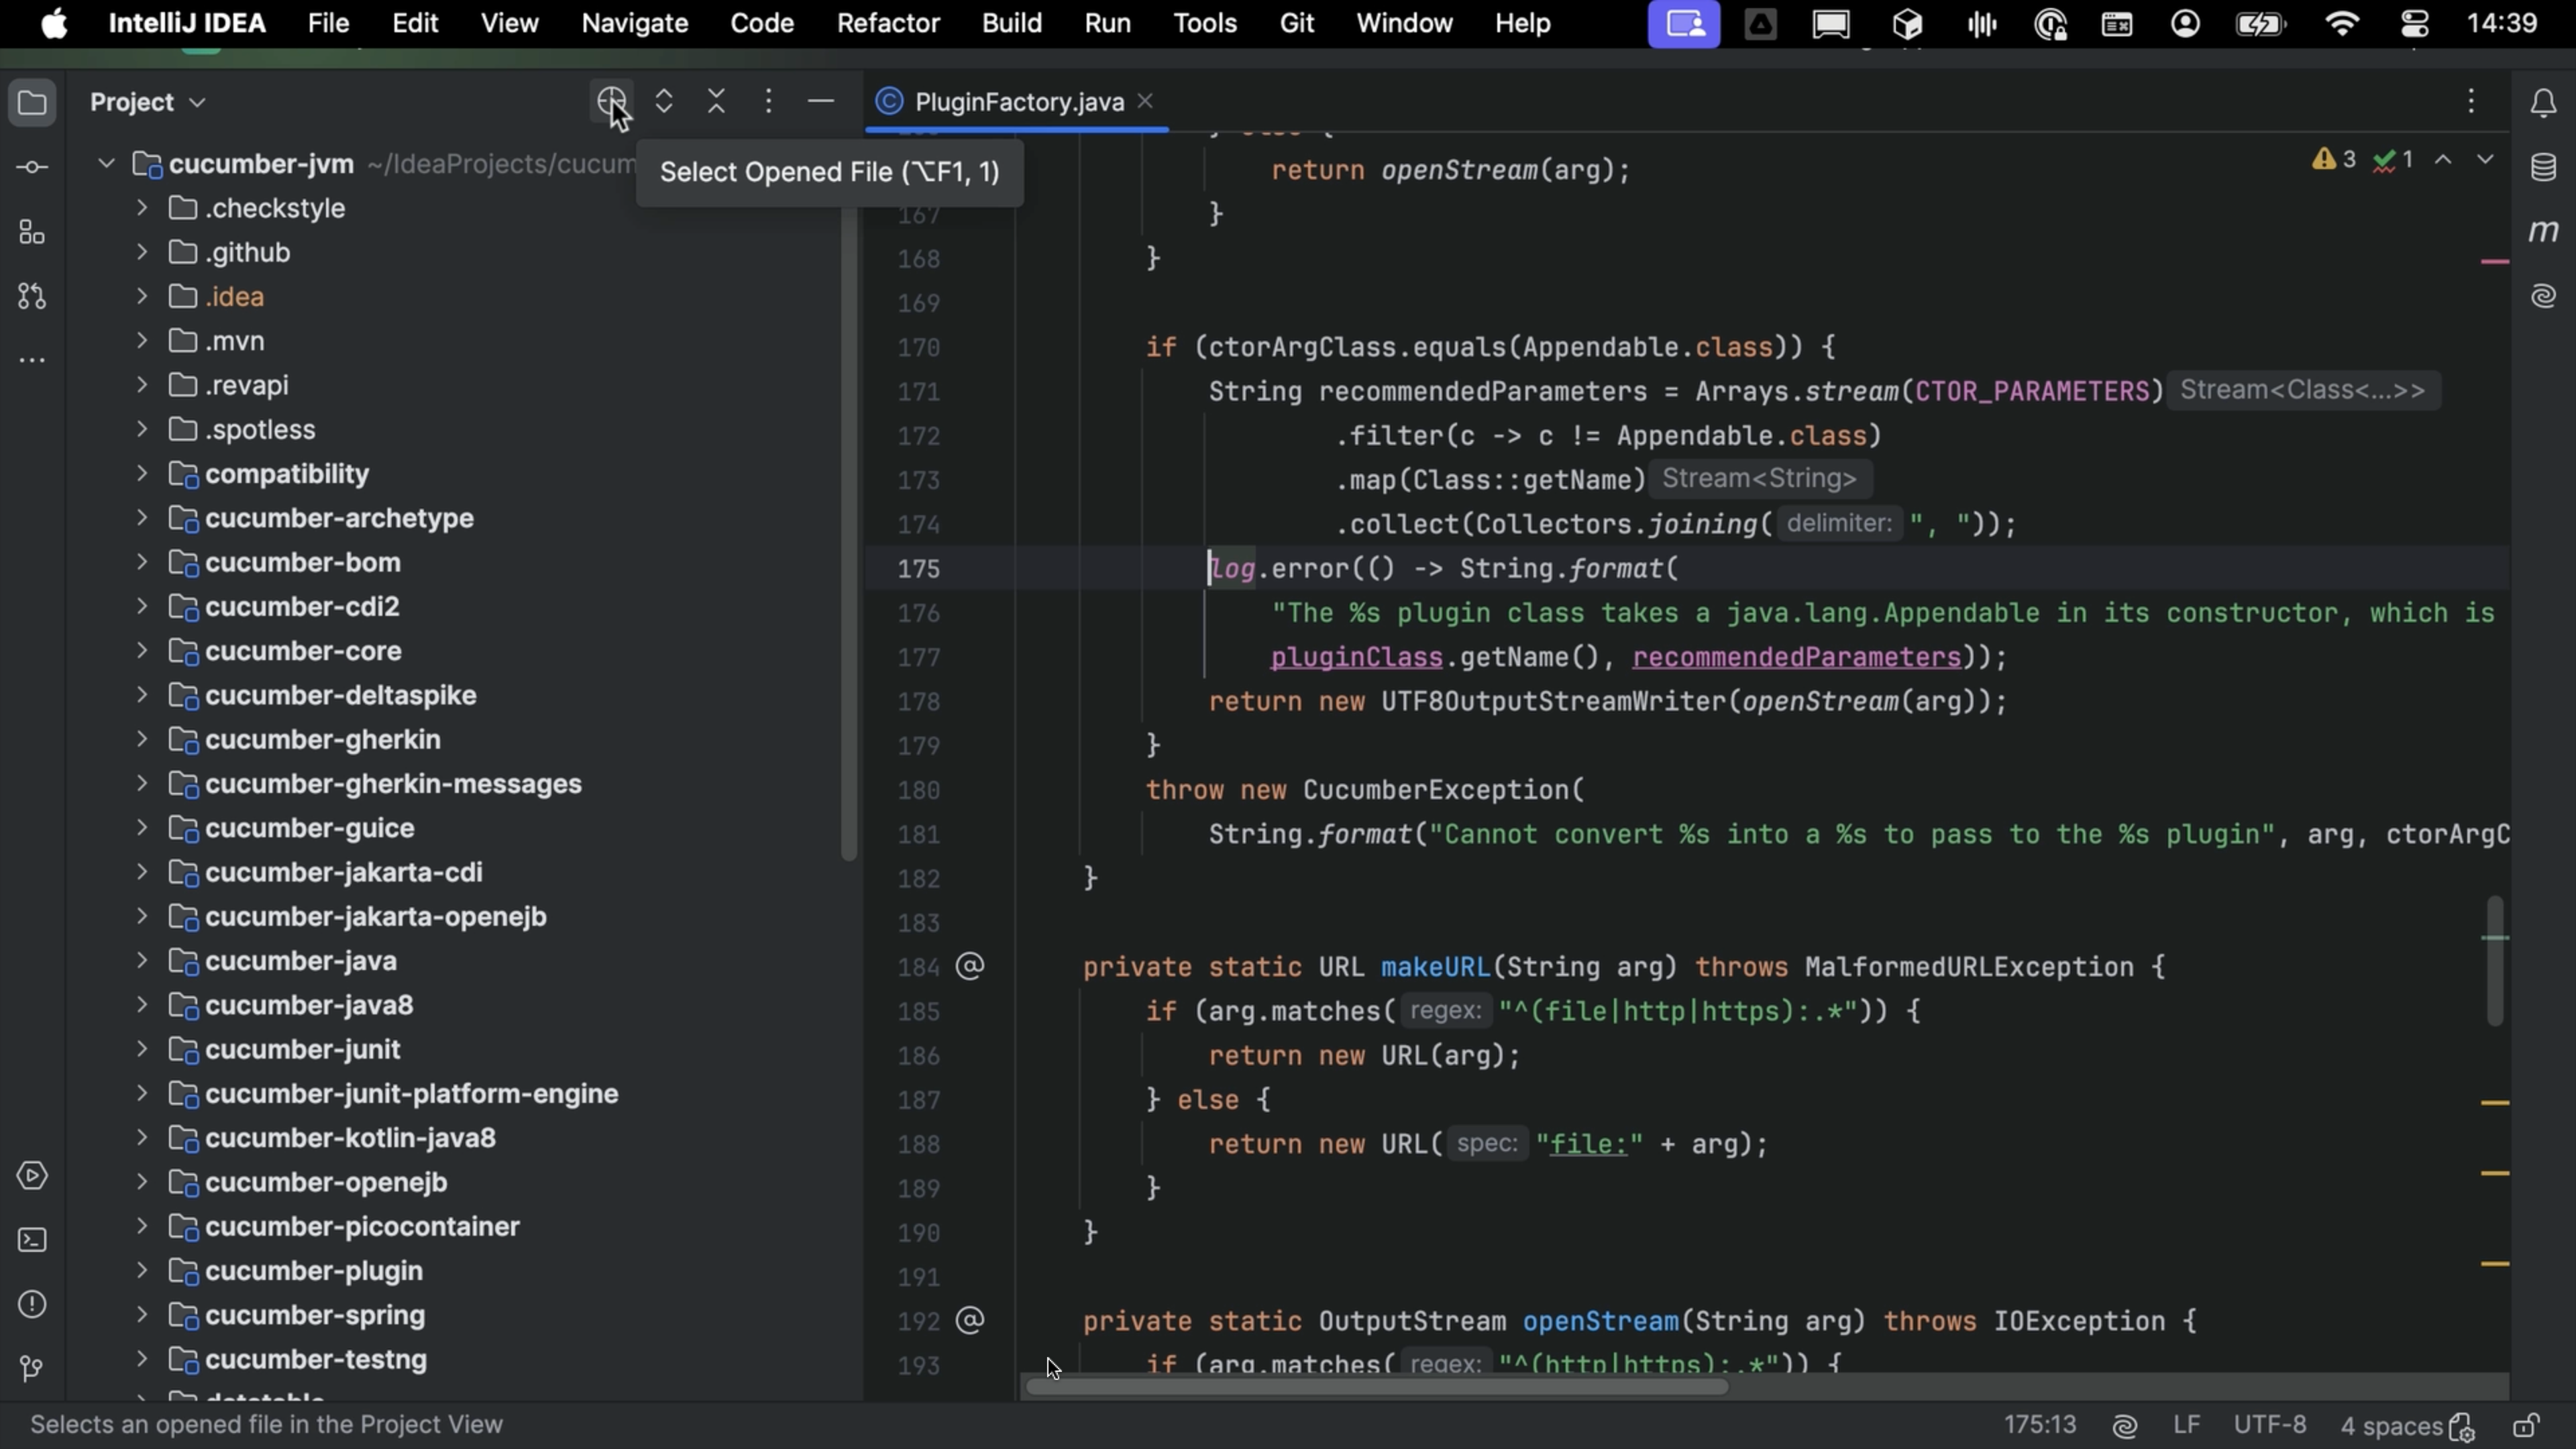 IntelliJ IDEA File Edit View Navigate Code Refactor Build Run Tools Git Window Help 14:39
Project
PluginFactory.java
cucumber-jvm ~/IdeaProjects/cucum
Select Opened File (⌥F1, 1)
.checkstyle
.github
.idea
.mvn
.revapi
.spotless
compatibility
cucumber-archetype
cucumber-bom
cucumber-cdi2
cucumber-core
cucumber-deltaspike
cucumber-gherkin
cucumber-gherkin-messages
cucumber-guice
cucumber-jakarta-cdi
cucumber-jakarta-openejb
cucumber-java
cucumber-java8
cucumber-junit
cucumber-junit-platform-engine
cucumber-kotlin-java8
cucumber-openejb
cucumber-picocontainer
cucumber-plugin
cucumber-spring
cucumber-testng
3 1
} else {
return openStream(arg);
167 }
168 }
169
170 if (ctorArgClass.equals(Appendable.class)) {
171 String recommendedParameters = Arrays.stream(CTOR_PARAMETERS) Stream<Class<...>>
172 .filter(c -> c != Appendable.class)
173 .map(Class::getName) Stream<String>
174 .collect(Collectors.joining( delimiter: ", "));
175 log.error(() -> String.format(
176 "The %s plugin class takes a java.lang.Appendable in its constructor, which is
177 pluginClass.getName(), recommendedParameters));
178 return new UTF8OutputStreamWriter(openStream(arg));
179 }
180 throw new CucumberException(
181 String.format("Cannot convert %s into a %s to pass to the %s plugin", arg, ctorArgC
182 }
183
184 private static URL makeURL(String arg) throws MalformedURLException {
185 if (arg.matches( regex: "^(file|http|https):.*")) {
186 return new URL(arg);
187 } else {
188 return new URL( spec: "file:" + arg);
189 }
190 }
191
192 private static OutputStream openStream(String arg) throws IOException {
193 if (arg.matches( regex: "^(http|https):.*")) {
Selects an opened file in the Project View
175:13 LF UTF-8 4 spaces